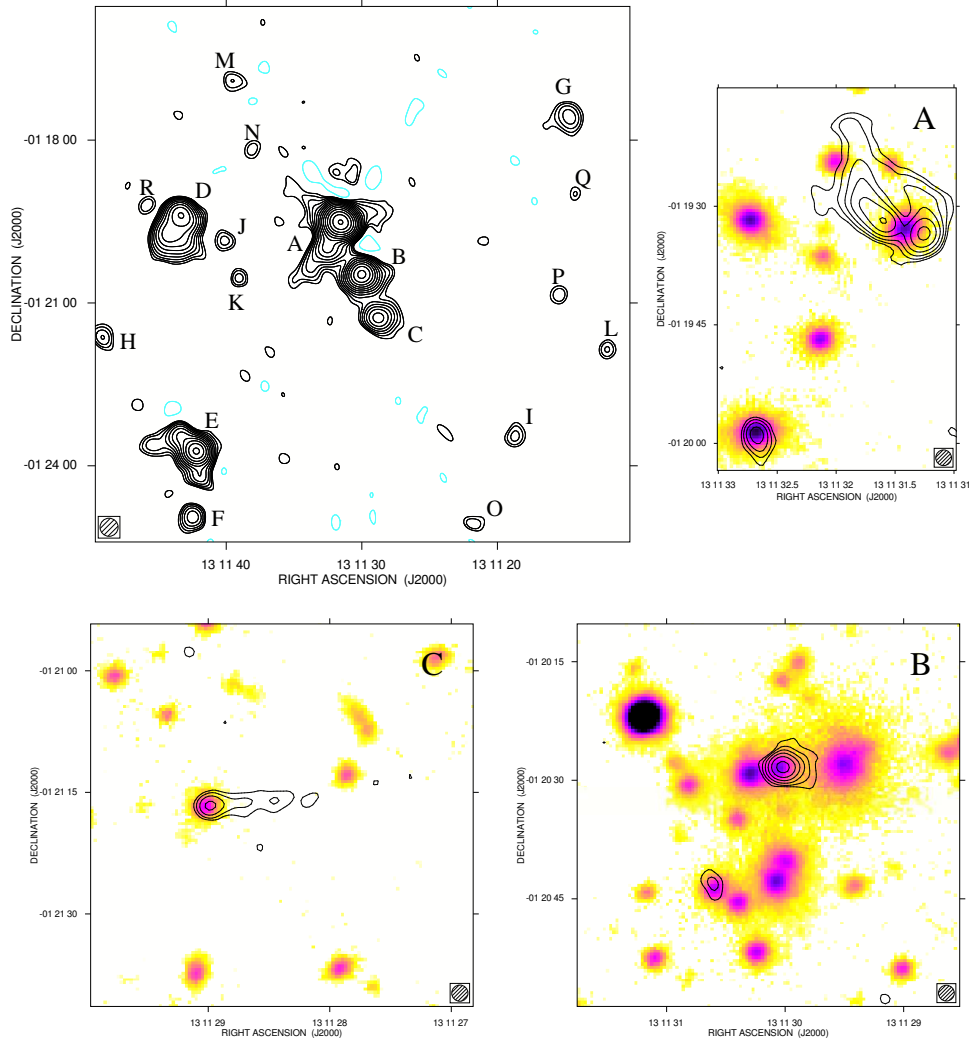 M
G
-01 18 00
N
A
R
D
Q
J
A
B
-01 19 30
K
P
DECLINATION (J2000)
DECLINATION (J2000)
-01 21 00
H
C
L
-01 19 45
E
I
-01 24 00
-01 20 00
F
O
13 11 33
13 11 32.5
13 11 32
13 11 31.5
13 11 31
RIGHT ASCENSION (J2000)
13 11 40
13 11 30
13 11 20
RIGHT ASCENSION (J2000)
C
B
-01 21 00
-01 20 15
-01 21 15
-01 20 30
DECLINATION (J2000)
DECLINATION (J2000)
-01 21 30
-01 20 45
13 11 29
13 11 28
13 11 27
RIGHT ASCENSION (J2000)
13 11 31
13 11 30
13 11 29
RIGHT ASCENSION (J2000)